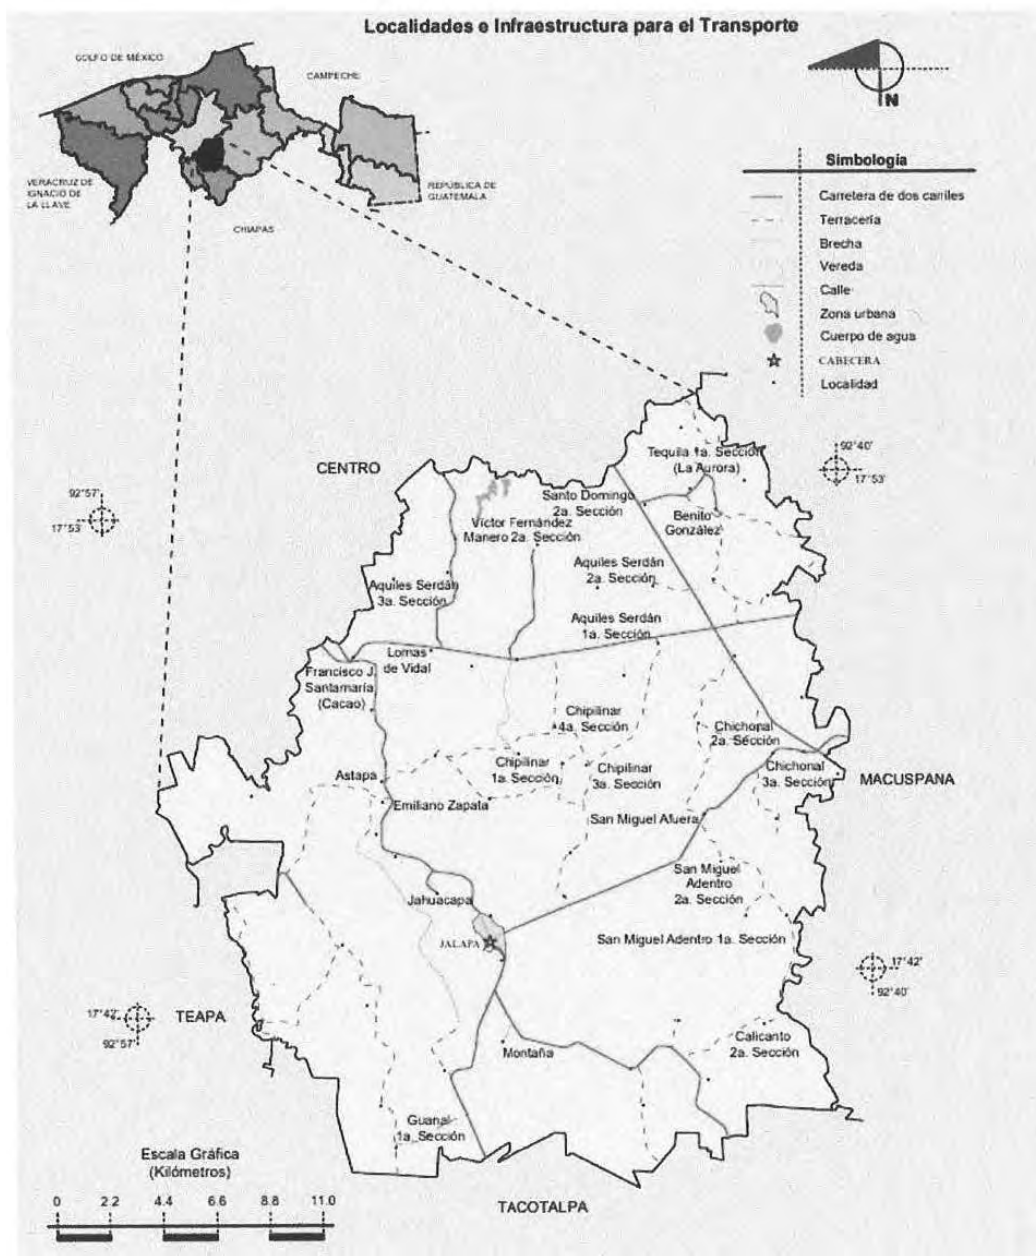 Localidades e Infraestructura para el Transporte
GOLFO DE MÉXICO
CAMPECHE
VERACRUZ DE
IGNACIO DE
LA LLAVE
REPÚBLICA DE
GUATEMALA
CHIAPAS
N
Simbología
Carretera de dos carriles
Terracería
Brecha
Vereda
Calle
Zona urbana
Cuerpo de agua
CABECERA
Localidad
CENTRO
92°57'
17°53'
92°40'
17°53'
Tequila 1a. Sección
(La Aurora)
Santo Domingo
2a. Sección
Benito
González
Víctor Fernández
Manero 2a. Sección
Aquiles Serdán
3a. Sección
Aquiles Serdán
2a. Sección
Aquiles Serdán
1a. Sección
Lomas
de Vidal
Francisco J.
Santamaría
(Cacao)
Chipilinar
4a. Sección
Chichonal
2a. Sección
Chipilinar
1a. Sección
Chipilinar
3a. Sección
Chichonal
3a. Sección
MACUSPANA
Astapa
Emiliano Zapata
San Miguel Afuera
San Miguel
Adentro
2a. Sección
Jahuacapa
JALAPA
San Miguel Adentro 1a. Sección
17°42'
92°40'
17°42'
92°57'
TEAPA
Montaña
Calicanto
2a. Sección
Guanal
1a. Sección
Escala Gráfica
(Kilómetros)
0 2.2 4.4 6.6 8.8 11.0
TACOTALPA